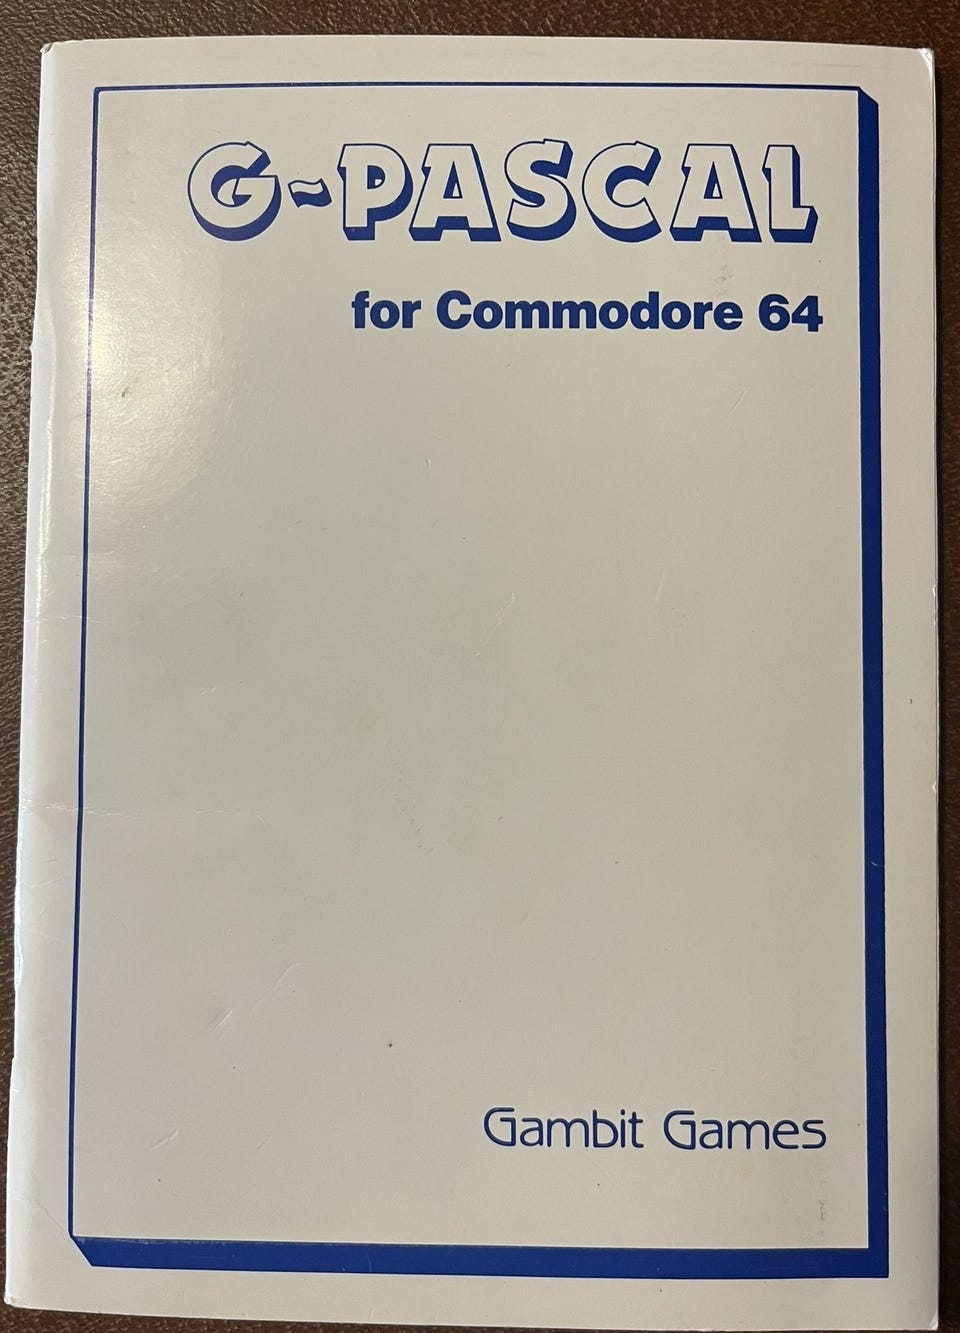 G-PASCAL
for Commodore 64
Gambit Games